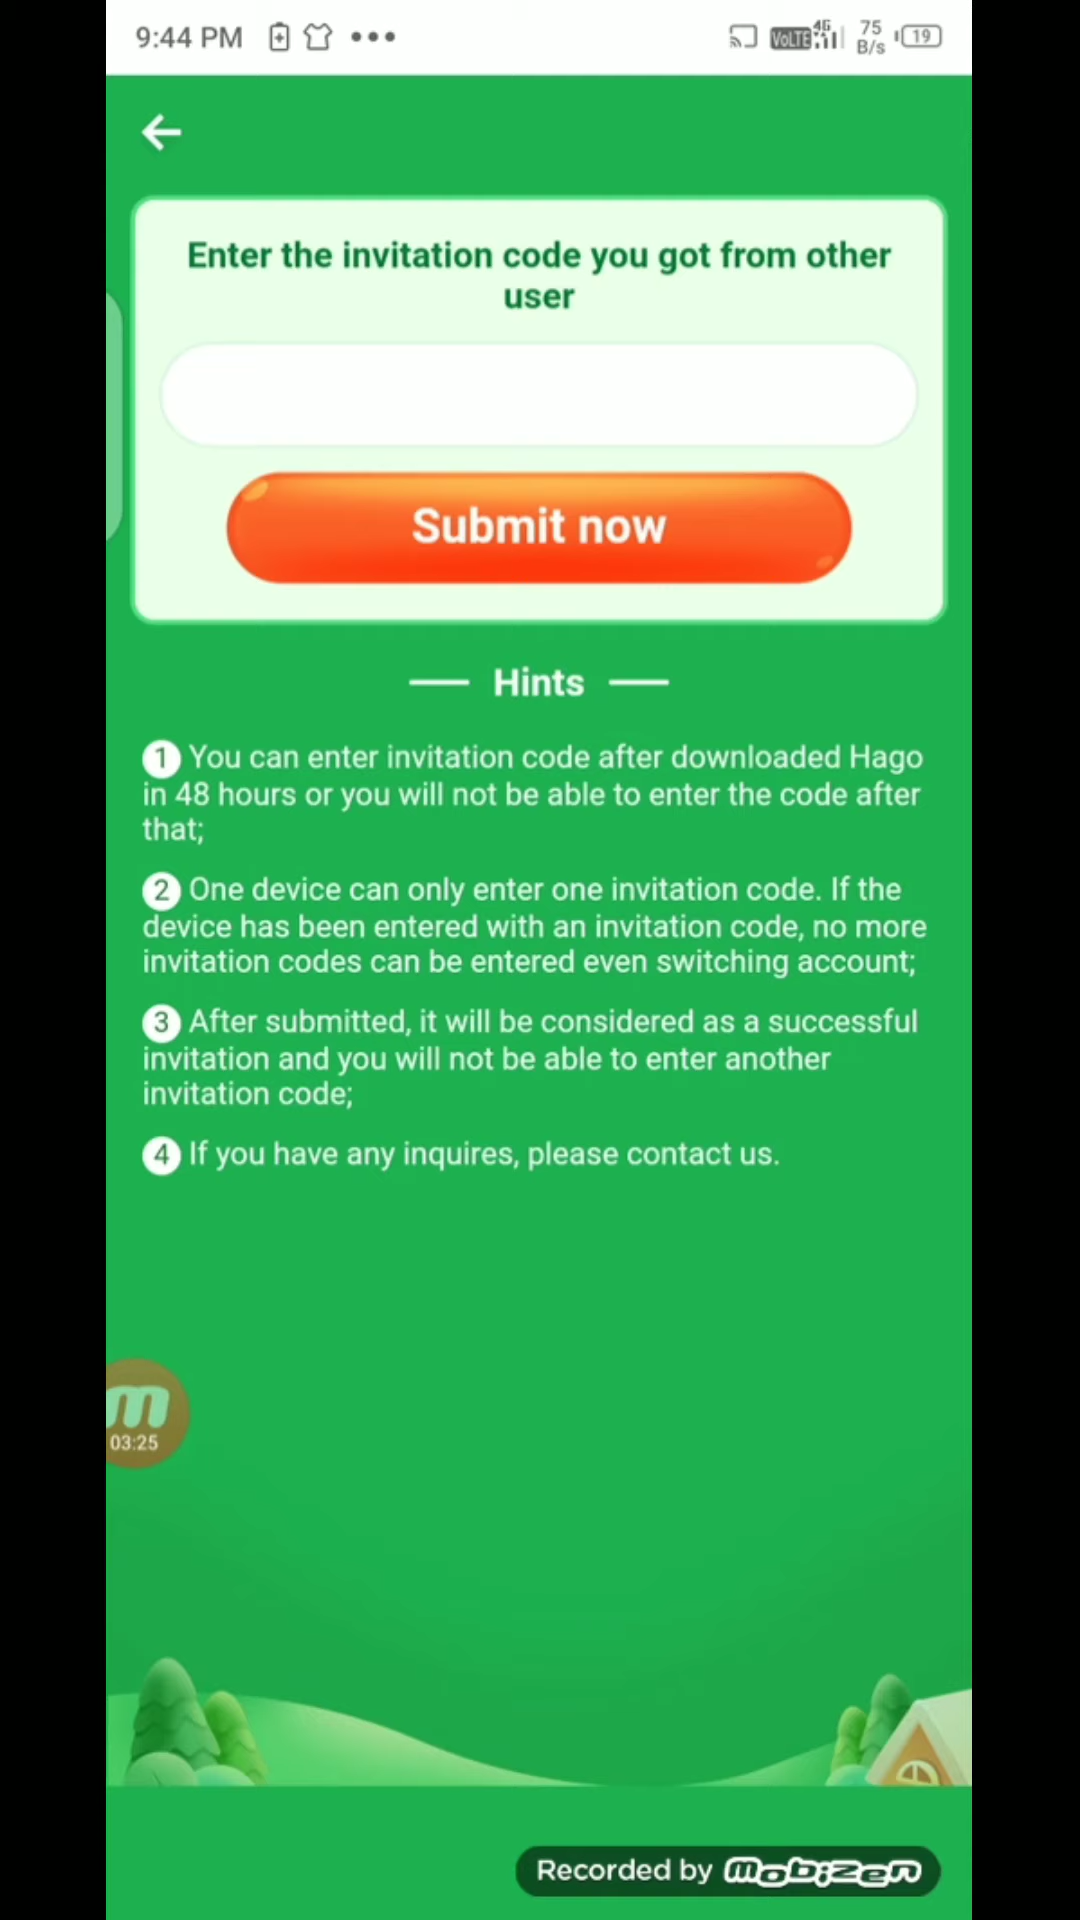 9:44 PM
VoLTE 4G 75 B/s 19
Enter the invitation code you got from other
user
Submit now
Hints
1 You can enter invitation code after downloaded Hago
in 48 hours or you will not be able to enter the code after
that;
2 One device can only enter one invitation code. If the
device has been entered with an invitation code, no more
invitation codes can be entered even switching account;
3 After submitted, it will be considered as a successful
invitation and you will not be able to enter another
invitation code;
4 If you have any inquires, please contact us.
m
03:25
Recorded by mobizen